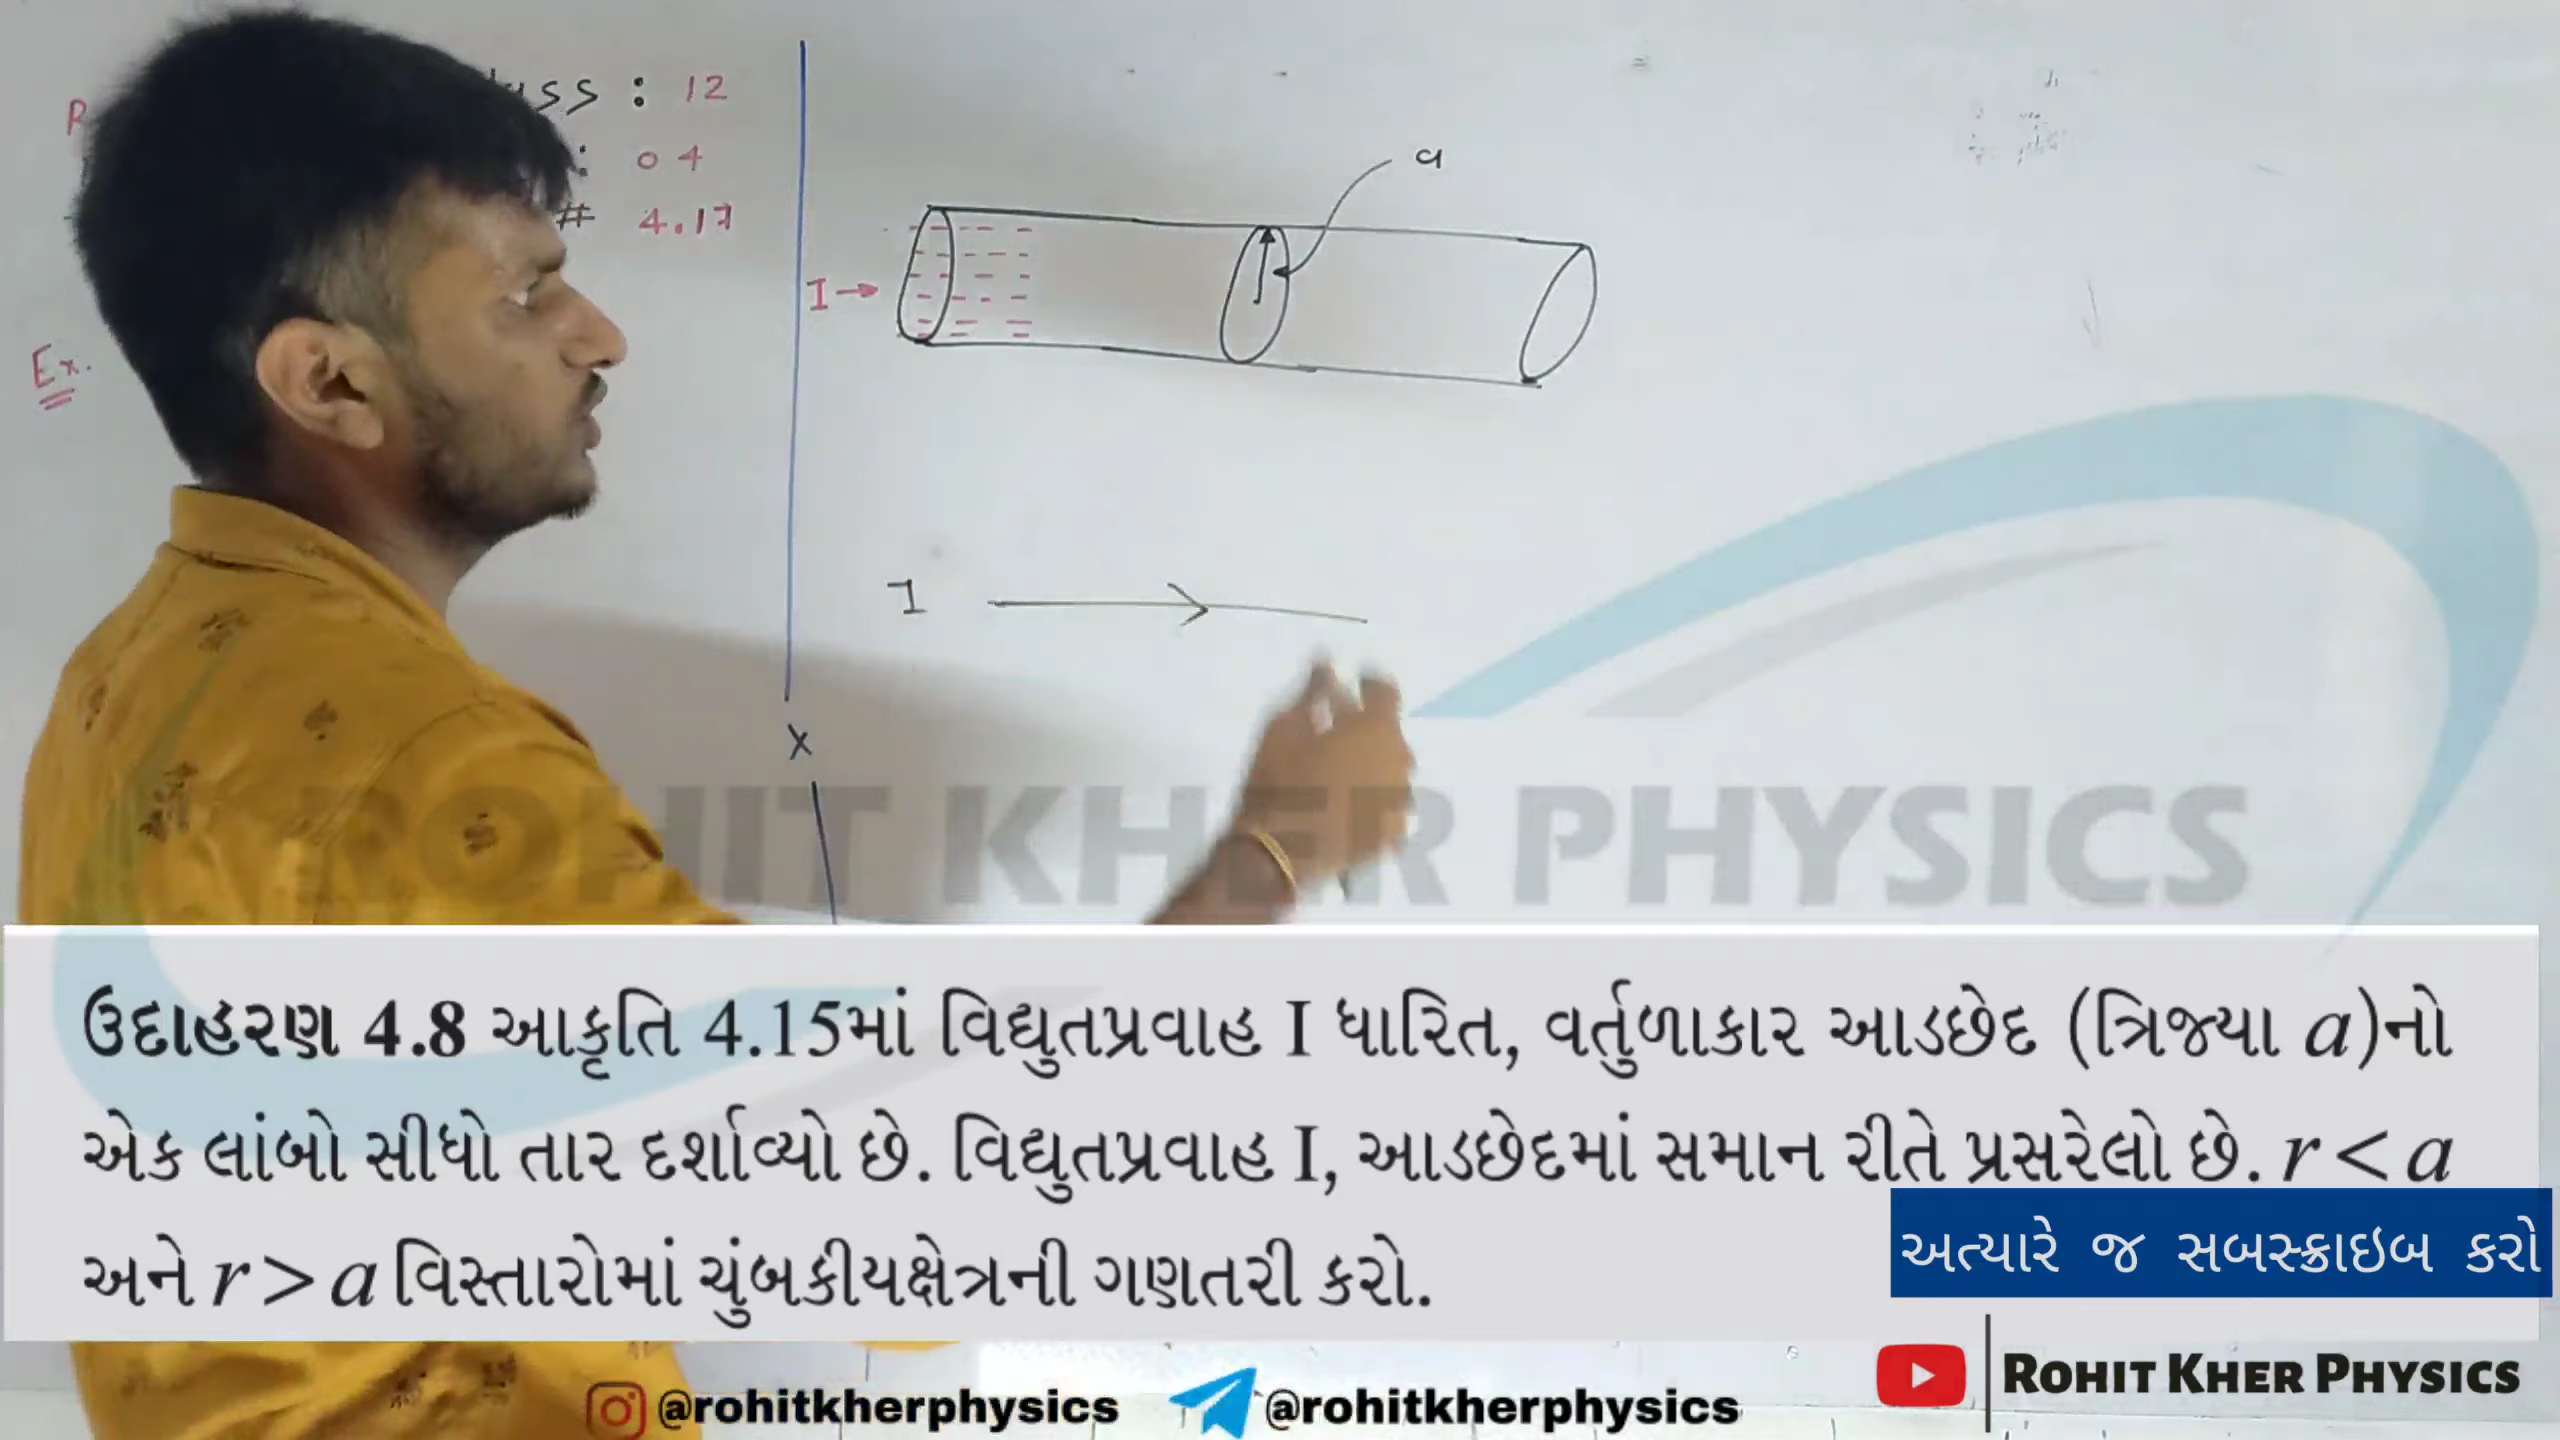 ss : 12
: 04
# 4.17
Ex.
a
I →
I
x
ROHIT KHER PHYSICS
ઉદાહરણ 4.8 આકૃતિ 4.15માં વિદ્યુતપ્રવાહ I ધારિત, વર્તુળાકાર આડછેદ (ત્રિજ્યા a)નો
એક લાંબો સીધો તાર દર્શાવ્યો છે. વિદ્યુતપ્રવાહ I, આડછેદમાં સમાન રીતે પ્રસરેલો છે. r < a
અને r > a વિસ્તારોમાં ચુંબકીયક્ષેત્રની ગણતરી કરો.
અત્યારે જ સબસ્ક્રાઇબ કરો
@rohitkherphysics @rohitkherphysics ROHIT KHER PHYSICS